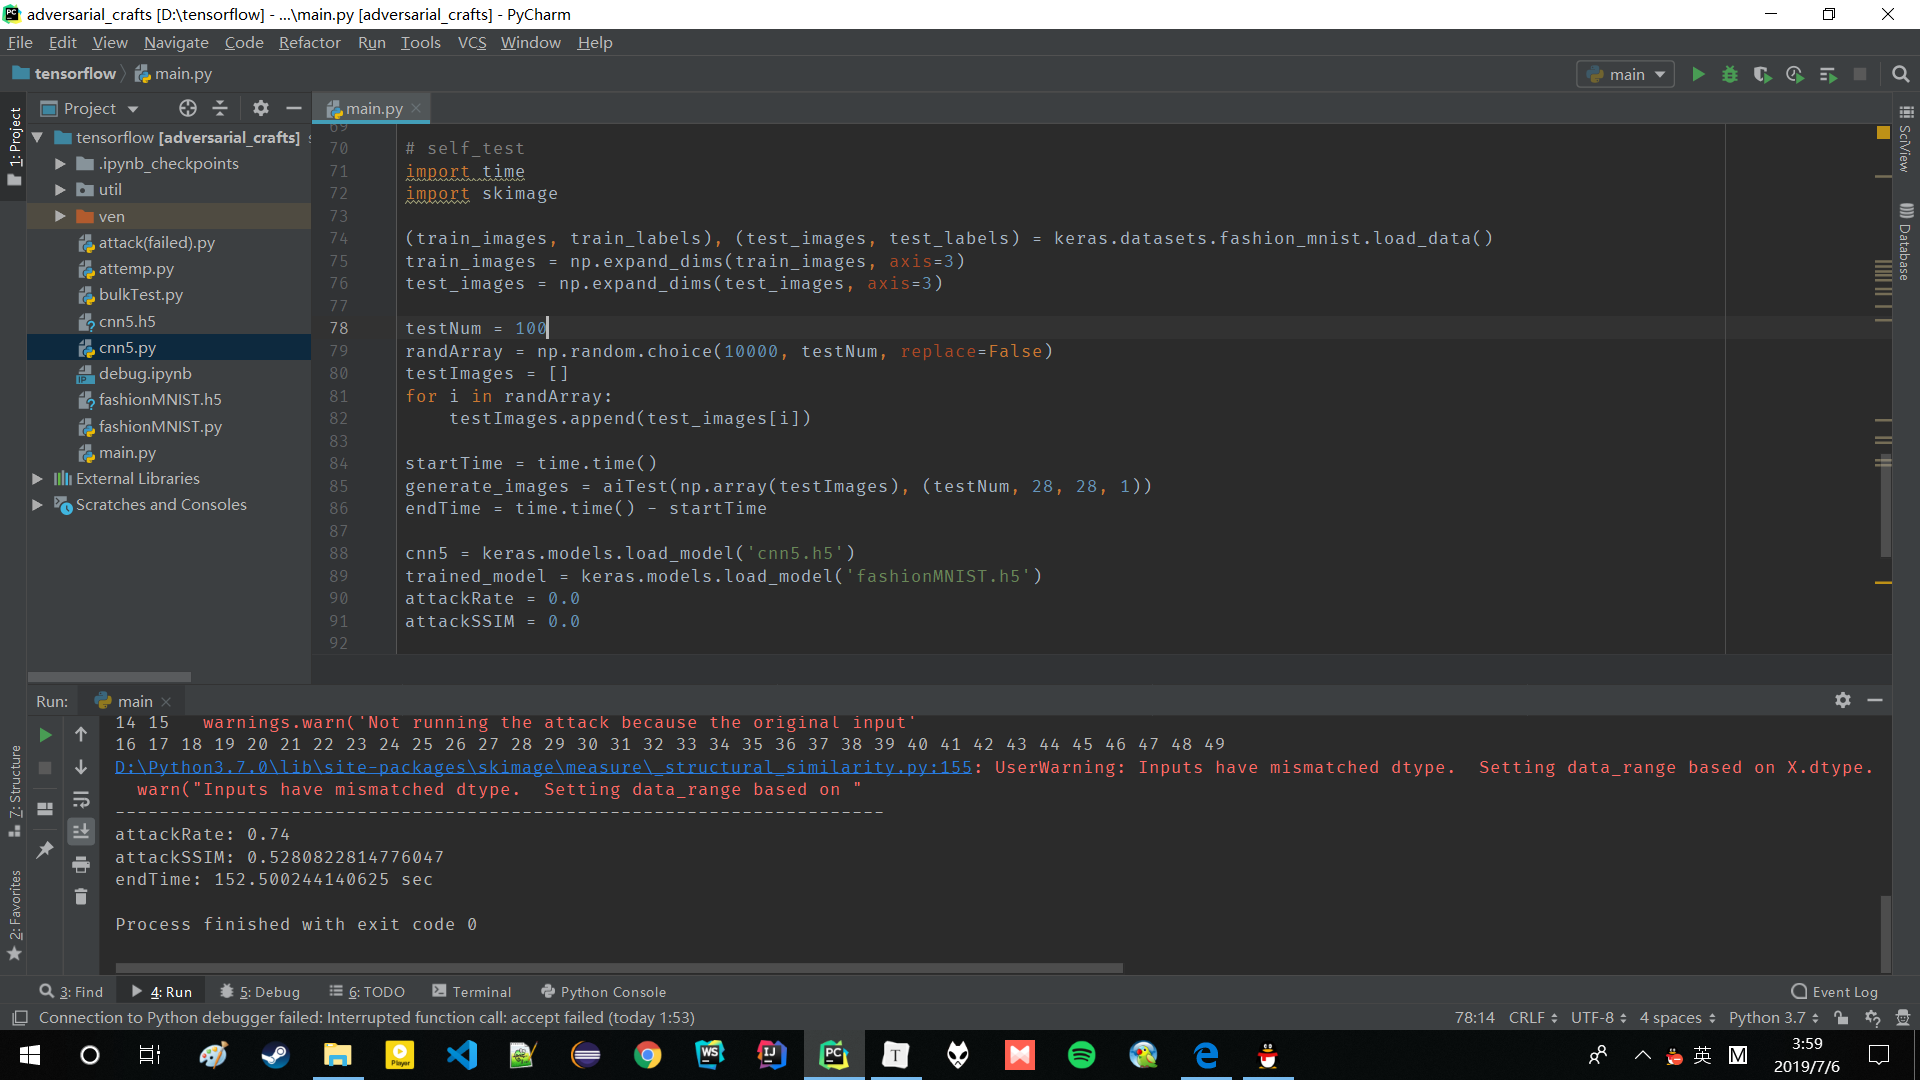 adversarial_crafts [D:\tensorflow] - ...\main.py [adversarial_crafts] - PyCharm
File Edit View Navigate Code Refactor Run Tools VCS Window Help
tensorflow main.py
main
Project
main.py
1: Project
tensorflow [adversarial_crafts]
.ipynb_checkpoints
util
ven
attack(failed).py
attemp.py
bulkTest.py
cnn5.h5
cnn5.py
debug.ipynb
fashionMNIST.h5
fashionMNIST.py
main.py
External Libraries
Scratches and Consoles
69
70 # self_test
71 import time
72 import skimage
73
74 (train_images, train_labels), (test_images, test_labels) = keras.datasets.fashion_mnist.load_data()
75 train_images = np.expand_dims(train_images, axis=3)
76 test_images = np.expand_dims(test_images, axis=3)
77
78 testNum = 100
79 randArray = np.random.choice(10000, testNum, replace=False)
80 testImages = []
81 for i in randArray:
82 testImages.append(test_images[i])
83
84 startTime = time.time()
85 generate_images = aiTest(np.array(testImages), (testNum, 28, 28, 1))
86 endTime = time.time() - startTime
87
88 cnn5 = keras.models.load_model('cnn5.h5')
89 trained_model = keras.models.load_model('fashionMNIST.h5')
90 attackRate = 0.0
91 attackSSIM = 0.0
92
SciView
Database
Run: main
7: Structure
2: Favorites
14 15 warnings.warn('Not running the attack because the original input'
16 17 18 19 20 21 22 23 24 25 26 27 28 29 30 31 32 33 34 35 36 37 38 39 40 41 42 43 44 45 46 47 48 49
D:\Python3.7.0\lib\site-packages\skimage\measure\_structural_similarity.py:155: UserWarning: Inputs have mismatched dtype.  Setting data_range based on X.dtype.
warn("Inputs have mismatched dtype.  Setting data_range based on "
----------------------------------------------------------------------
attackRate: 0.74
attackSSIM: 0.5280822814776047
endTime: 152.500244140625 sec
Process finished with exit code 0
3: Find 4: Run 5: Debug 6: TODO Terminal Python Console Event Log
Connection to Python debugger failed: Interrupted function call: accept failed (today 1:53) 78:14 CRLF UTF-8 4 spaces Python 3.7
英 M
3:59
2019/7/6